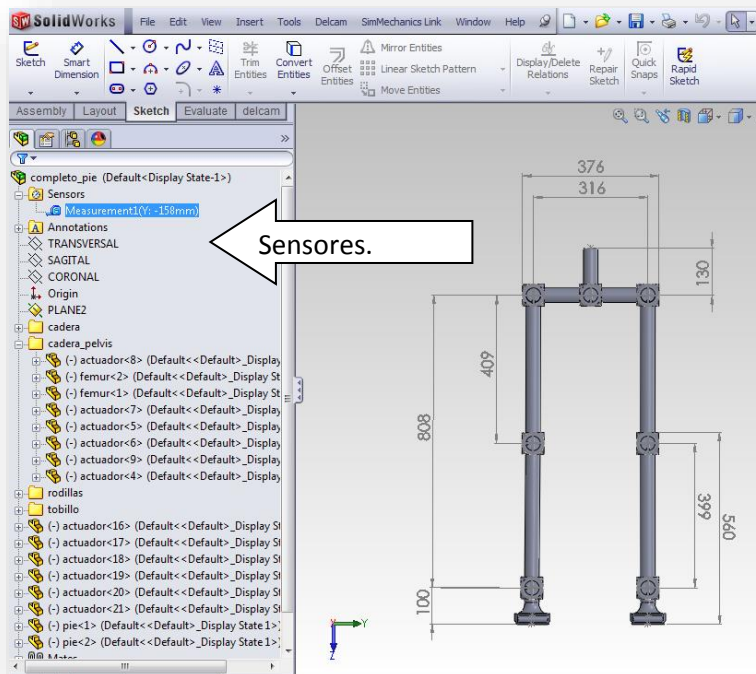 SolidWorks File Edit View Insert Tools Delcam SimMechanics Link Window Help
Sketch Smart Dimension Trim Entities Convert Entities Offset Entities Mirror Entities Linear Sketch Pattern Move Entities Display/Delete Relations Repair Sketch Quick Snaps Rapid Sketch
Assembly Layout Sketch Evaluate delcam
completo_pie (Default<Display State-1>)
Sensors
Measurement1(Y: -158mm)
Annotations
TRANSVERSAL
SAGITAL
CORONAL
Origin
PLANE2
cadera
cadera_pelvis
(-) actuador<8> (Default<<Default>_Display
(-) femur<2> (Default<<Default>_Display St
(-) femur<1> (Default<<Default>_Display St
(-) actuador<7> (Default<<Default>_Display
(-) actuador<5> (Default<<Default>_Display
(-) actuador<6> (Default<<Default>_Display
(-) actuador<9> (Default<<Default>_Display
(-) actuador<4> (Default<<Default>_Display
rodillas
tobillo
(-) actuador<16> (Default<<Default>_Display St
(-) actuador<17> (Default<<Default>_Display St
(-) actuador<18> (Default<<Default>_Display St
(-) actuador<19> (Default<<Default>_Display St
(-) actuador<20> (Default<<Default>_Display St
(-) actuador<21> (Default<<Default>_Display St
(-) pie<1> (Default<<Default>_Display State 1>)
(-) pie<2> (Default<<Default>_Display State 1>)
Mates
Sensores.
376
316
130
409
808
399
560
100
Y
Z